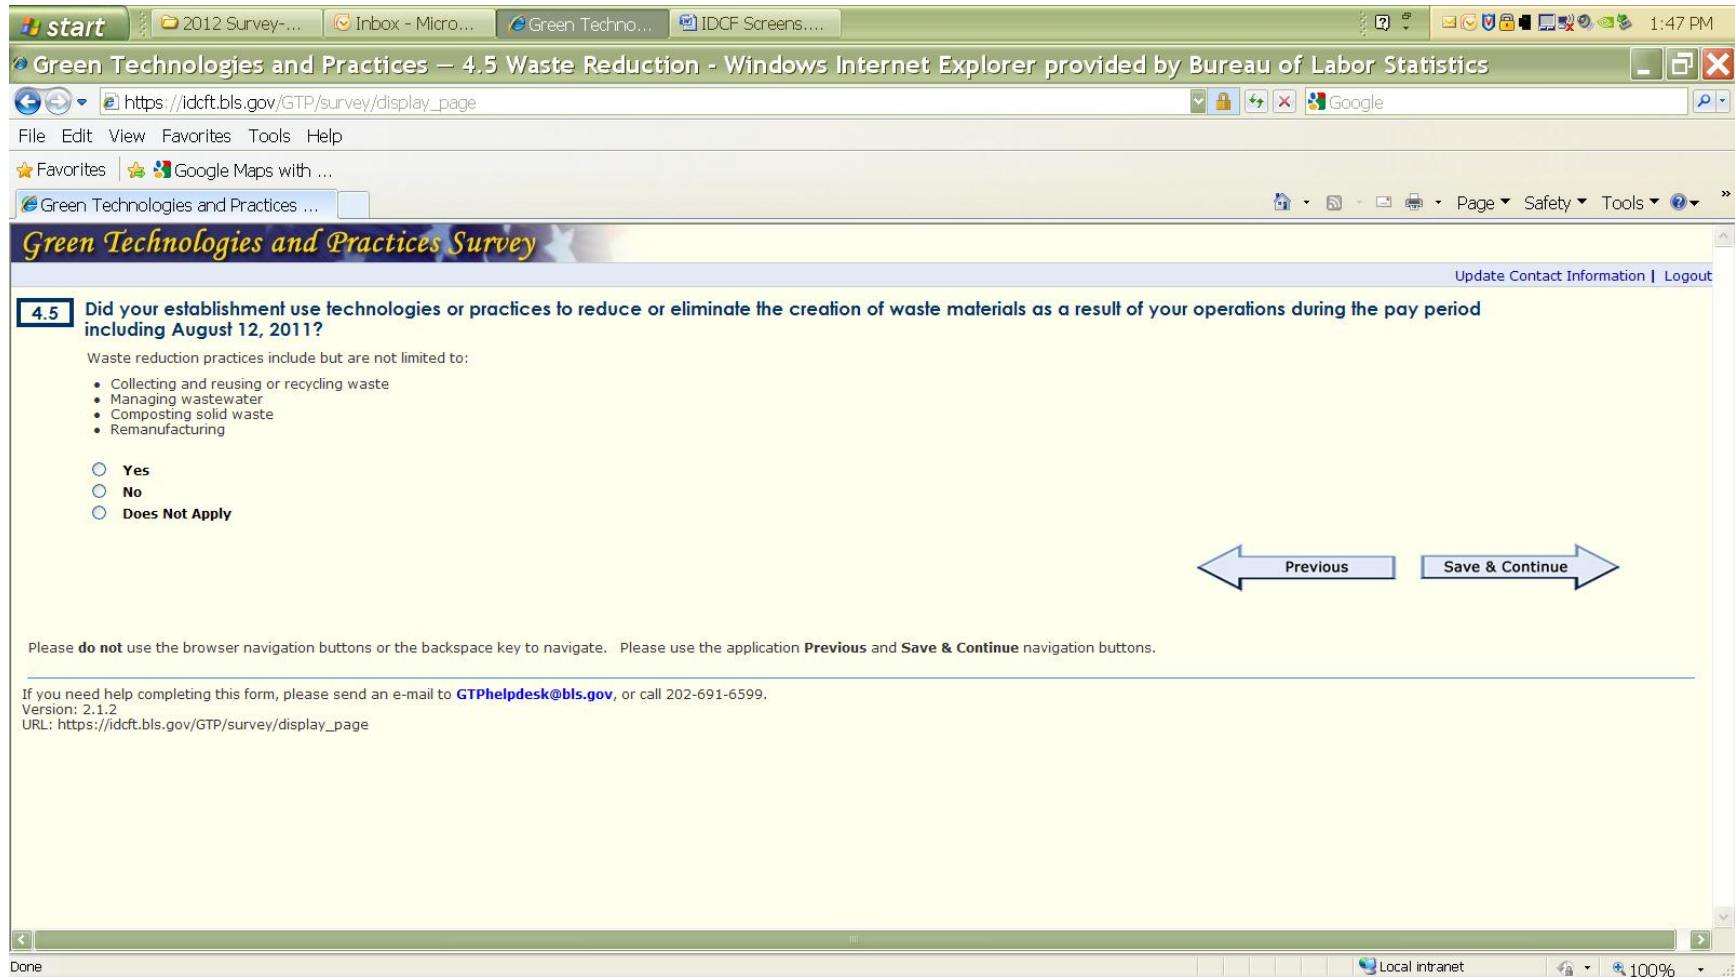 start 2012 Survey-... Inbox - Micro... Green Techno... IDCF Screens.... 1:47 PM
Green Technologies and Practices — 4.5 Waste Reduction - Windows Internet Explorer provided by Bureau of Labor Statistics
https://idcft.bls.gov/GTP/survey/display_page Google
File Edit View Favorites Tools Help
Favorites Google Maps with ...
Green Technologies and Practices ... Page Safety Tools »
Green Technologies and Practices Survey
Update Contact Information | Logout
4.5 Did your establishment use technologies or practices to reduce or eliminate the creation of waste materials as a result of your operations during the pay period
including August 12, 2011?
Waste reduction practices include but are not limited to:
• Collecting and reusing or recycling waste
• Managing wastewater
• Composting solid waste
• Remanufacturing
Yes
No
Does Not Apply
Previous Save & Continue
Please do not use the browser navigation buttons or the backspace key to navigate. Please use the application Previous and Save & Continue navigation buttons.
If you need help completing this form, please send an e-mail to GTPhelpdesk@bls.gov, or call 202-691-6599.
Version: 2.1.2
URL: https://idcft.bls.gov/GTP/survey/display_page
Done Local intranet 100%